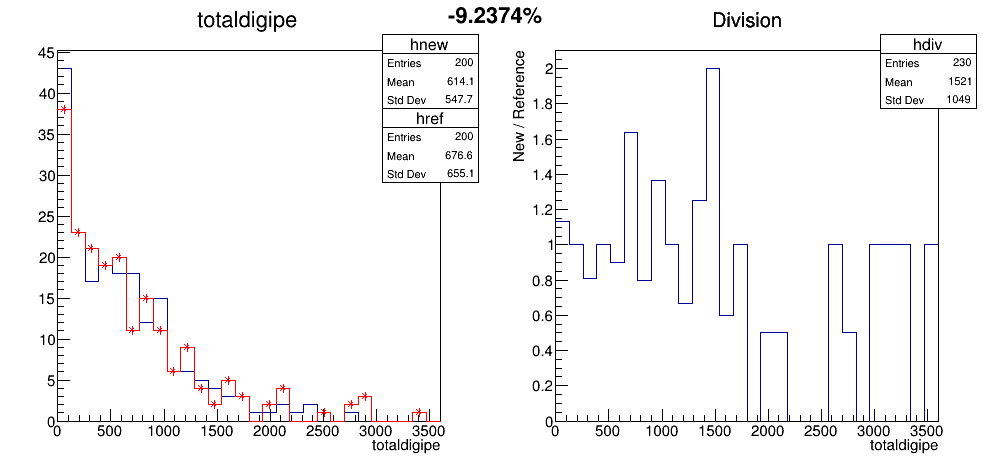 -9.2374%
totaldigipe
hnew
Entries 200
Mean 614.1
Std Dev 547.7
href
Entries 200
Mean 676.6
Std Dev 655.1
45
40
35
30
25
20
15
10
5
0
0 500 1000 1500 2000 2500 3000 3500
totaldigipe
Division
hdiv
Entries 230
Mean 1521
Std Dev 1049
New / Reference
2
1.8
1.6
1.4
1.2
1
0.8
0.6
0.4
0.2
0
0 500 1000 1500 2000 2500 3000 3500
totaldigipe